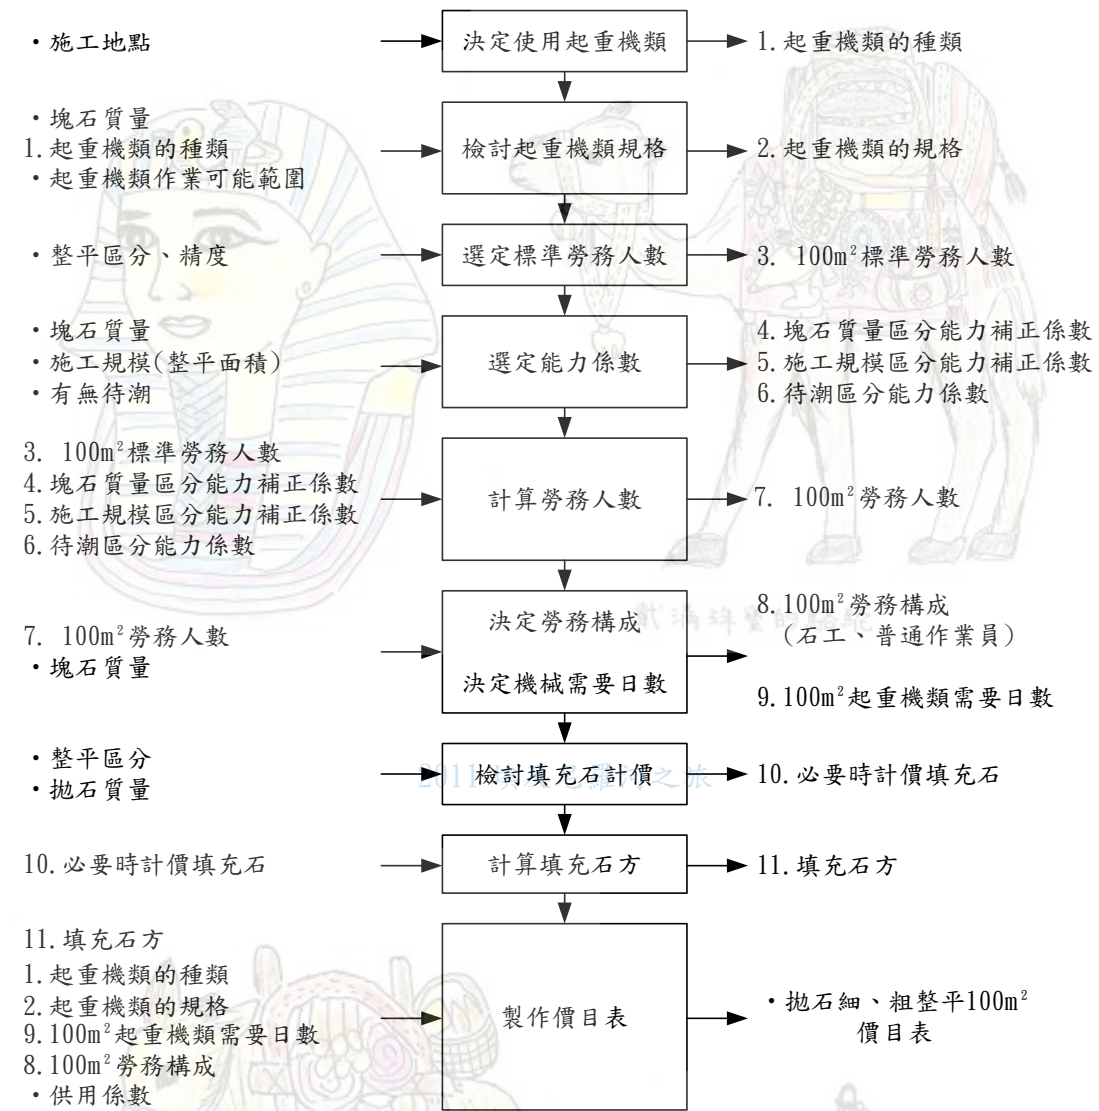 ・施工地點
決定使用起重機類
1.起重機類的種類
・塊石質量
1.起重機類的種類
・起重機類作業可能範圍
檢討起重機類規格
2.起重機類的規格
・整平區分、精度
選定標準勞務人數
3. 100m²標準勞務人數
・塊石質量
・施工規模(整平面積)
・有無待潮
選定能力係數
4.塊石質量區分能力補正係數
5.施工規模區分能力補正係數
6.待潮區分能力係數
3. 100m²標準勞務人數
4.塊石質量區分能力補正係數
5.施工規模區分能力補正係數
6.待潮區分能力係數
計算勞務人數
7. 100m²勞務人數
7. 100m²勞務人數
・塊石質量
決定勞務構成
決定機械需要日數
8.100m²勞務構成
(石工、普通作業員)
9.100m²起重機類需要日數
戴滿珠寶的駱駝
・整平區分
・拋石質量
檢討填充石計價
10.必要時計價填充石
10.必要時計價填充石
計算填充石方
11.填充石方
11.填充石方
1.起重機類的種類
2.起重機類的規格
9.100m²起重機類需要日數
8.100m²勞務構成
・供用係數
製作價目表
・拋石細、粗整平100m²
價目表